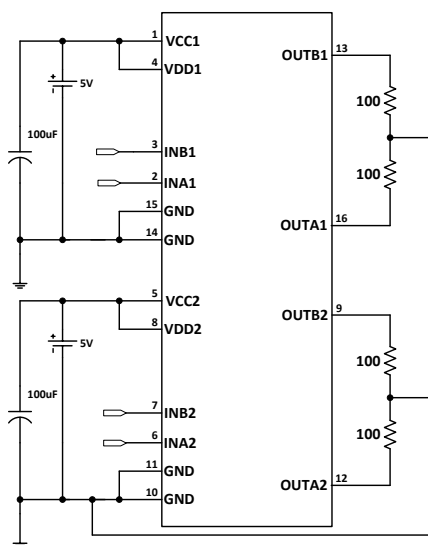 1 VCC1
4 VDD1
5V
100uF
3 INB1
2 INA1
15 GND
14 GND
OUTB1 13
100
100
OUTA1 16
5 VCC2
8 VDD2
5V
100uF
7 INB2
6 INA2
11 GND
10 GND
OUTB2 9
100
100
OUTA2 12